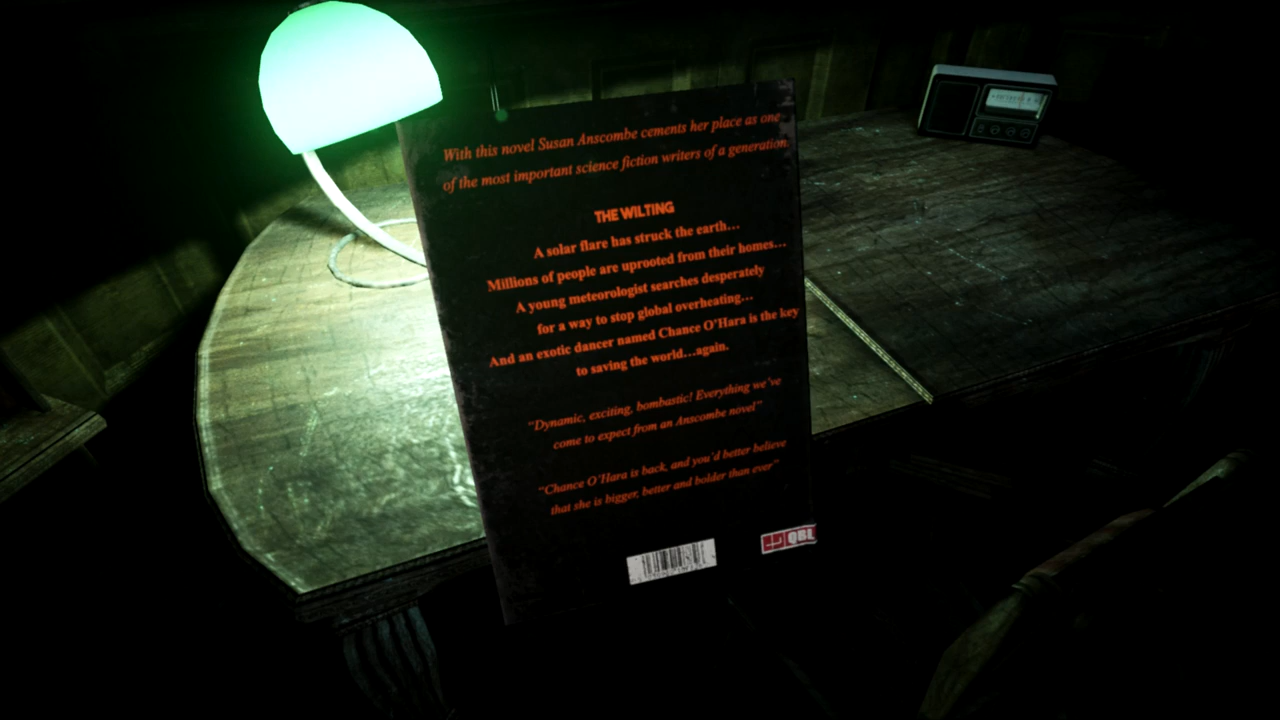 With this novel Susan Anscombe cements her place as one
of the most important science fiction writers of a generation.
THE WILTING
A solar flare has struck the earth...
Millions of people are uprooted from their homes...
A young meteorologist searches desperately
for a way to stop global overheating...
And an exotic dancer named Chance O'Hara is the key
to saving the world...again.
"Dynamic, exciting, bombastic! Everything we've
come to expect from an Anscombe novel"
"Chance O'Hara is back, and you'd better believe
that she is bigger, better and bolder than ever"
QBL